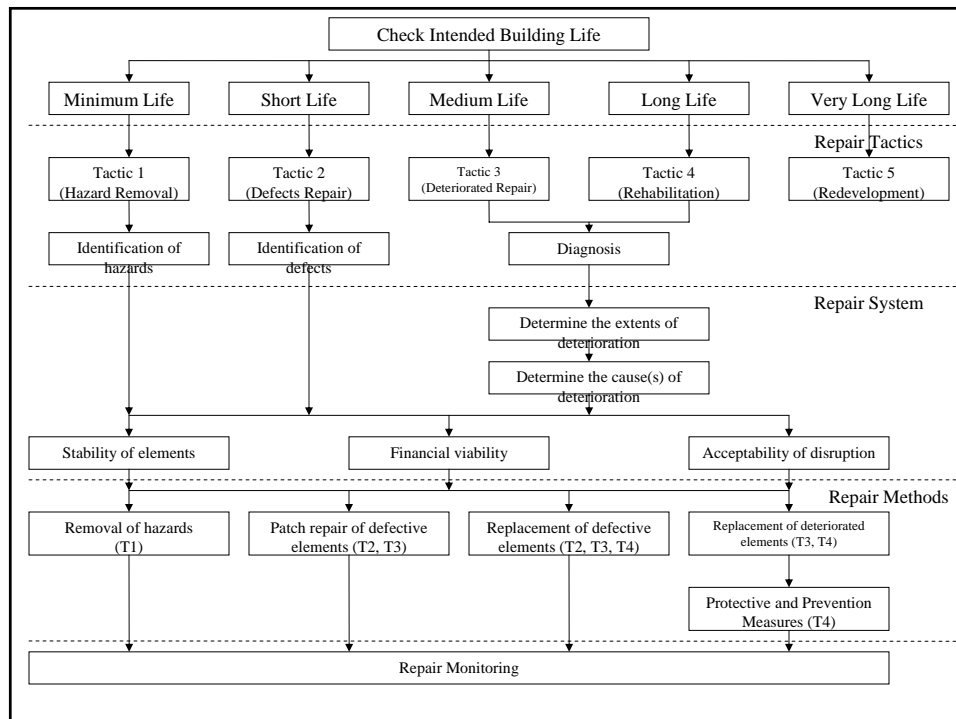 Check Intended Building Life
Minimum Life
Short Life
Medium Life
Long Life
Very Long Life
Repair Tactics
Tactic 1
(Hazard Removal)
Tactic 2
(Defects Repair)
Tactic 3
(Deteriorated Repair)
Tactic 4
(Rehabilitation)
Tactic 5
(Redevelopment)
Identification of
hazards
Identification of
defects
Diagnosis
Repair System
Determine the extents of
deterioration
Determine the cause(s) of
deterioration
Stability of elements
Financial viability
Acceptability of disruption
Repair Methods
Removal of hazards
(T1)
Patch repair of defective
elements (T2, T3)
Replacement of defective
elements (T2, T3, T4)
Replacement of deteriorated
elements (T3, T4)
Protective and Prevention
Measures (T4)
Repair Monitoring